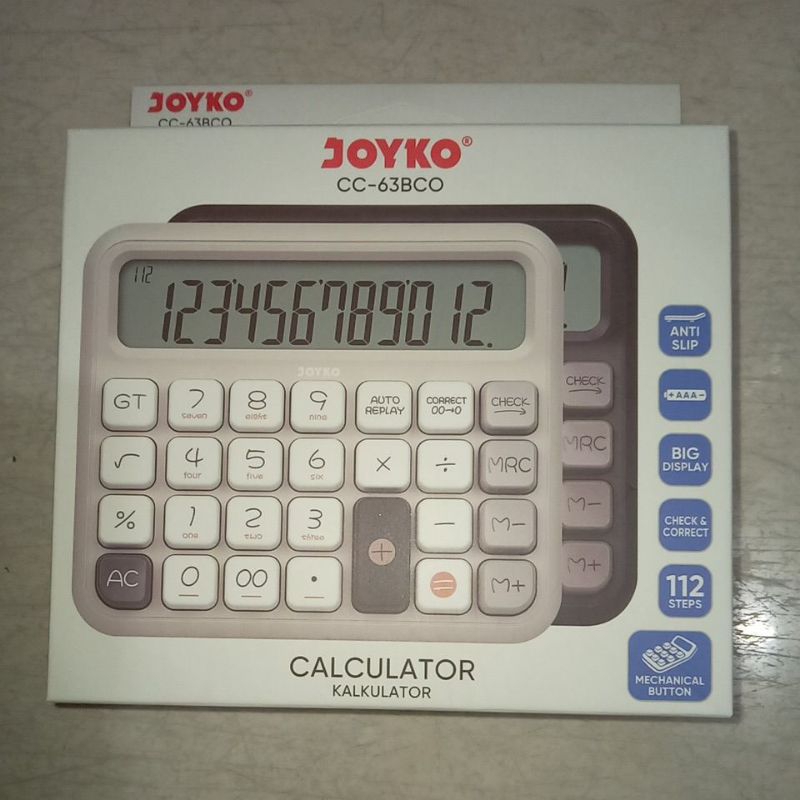 JOYKO®
CC-63BCO
JOYKO®
CC-63BCO
112
123456789012.
JOYKO
GT 7 8 9 AUTO REPLAY CORRECT 00→0 CHECK CHECK
seven eight nine
√ 4 5 6 × ÷ MRC MRC
four five six
% 1 2 3 − M− M−
one two three
AC 0 00 • + = M+ M+
ANTI
SLIP
+AAA−
BIG
DISPLAY
CHECK &
CORRECT
112
STEPS
MECHANICAL
BUTTON
CALCULATOR
KALKULATOR